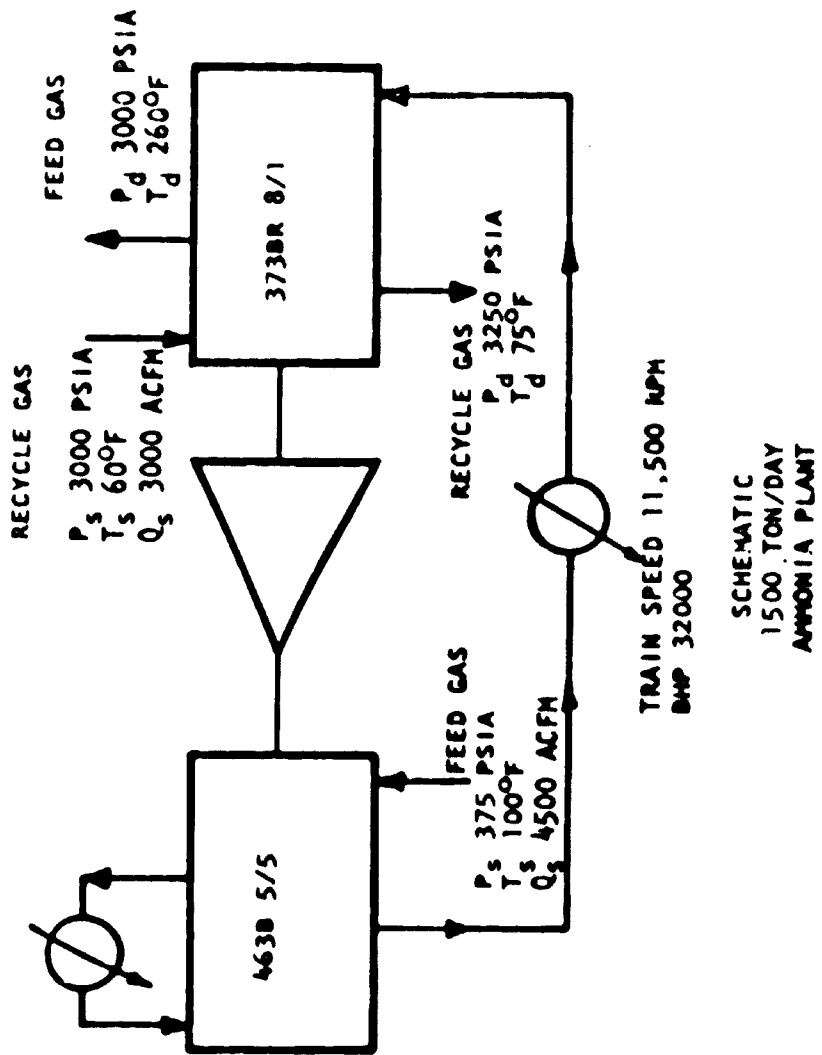 RECYCLE GAS
Ps 3000 PSIA
Ts 60°F
Qs 3000 ACFM
FEED GAS
Pd 3000 PSIA
Td 260°F
463B 5/5
373BR 8/1
FEED GAS
Ps 375 PSIA
Ts 100°F
Qs 4500 ACFM
RECYCLE GAS
Pd 3250 PSIA
Td 75°F
TRAIN SPEED 11,500 RPM
BHP 32000
SCHEMATIC
1500 TON/DAY
AMMONIA PLANT